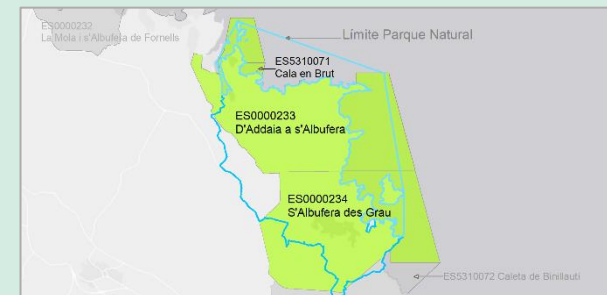 ES0000232
La Mola i s'Albufera de Fornells
Límite Parque Natural
ES5310071
Cala en Brut
ES0000233
D'Addaia a s'Albufera
ES0000234
S'Albufera des Grau
ES5310072 Caleta de Binillautí